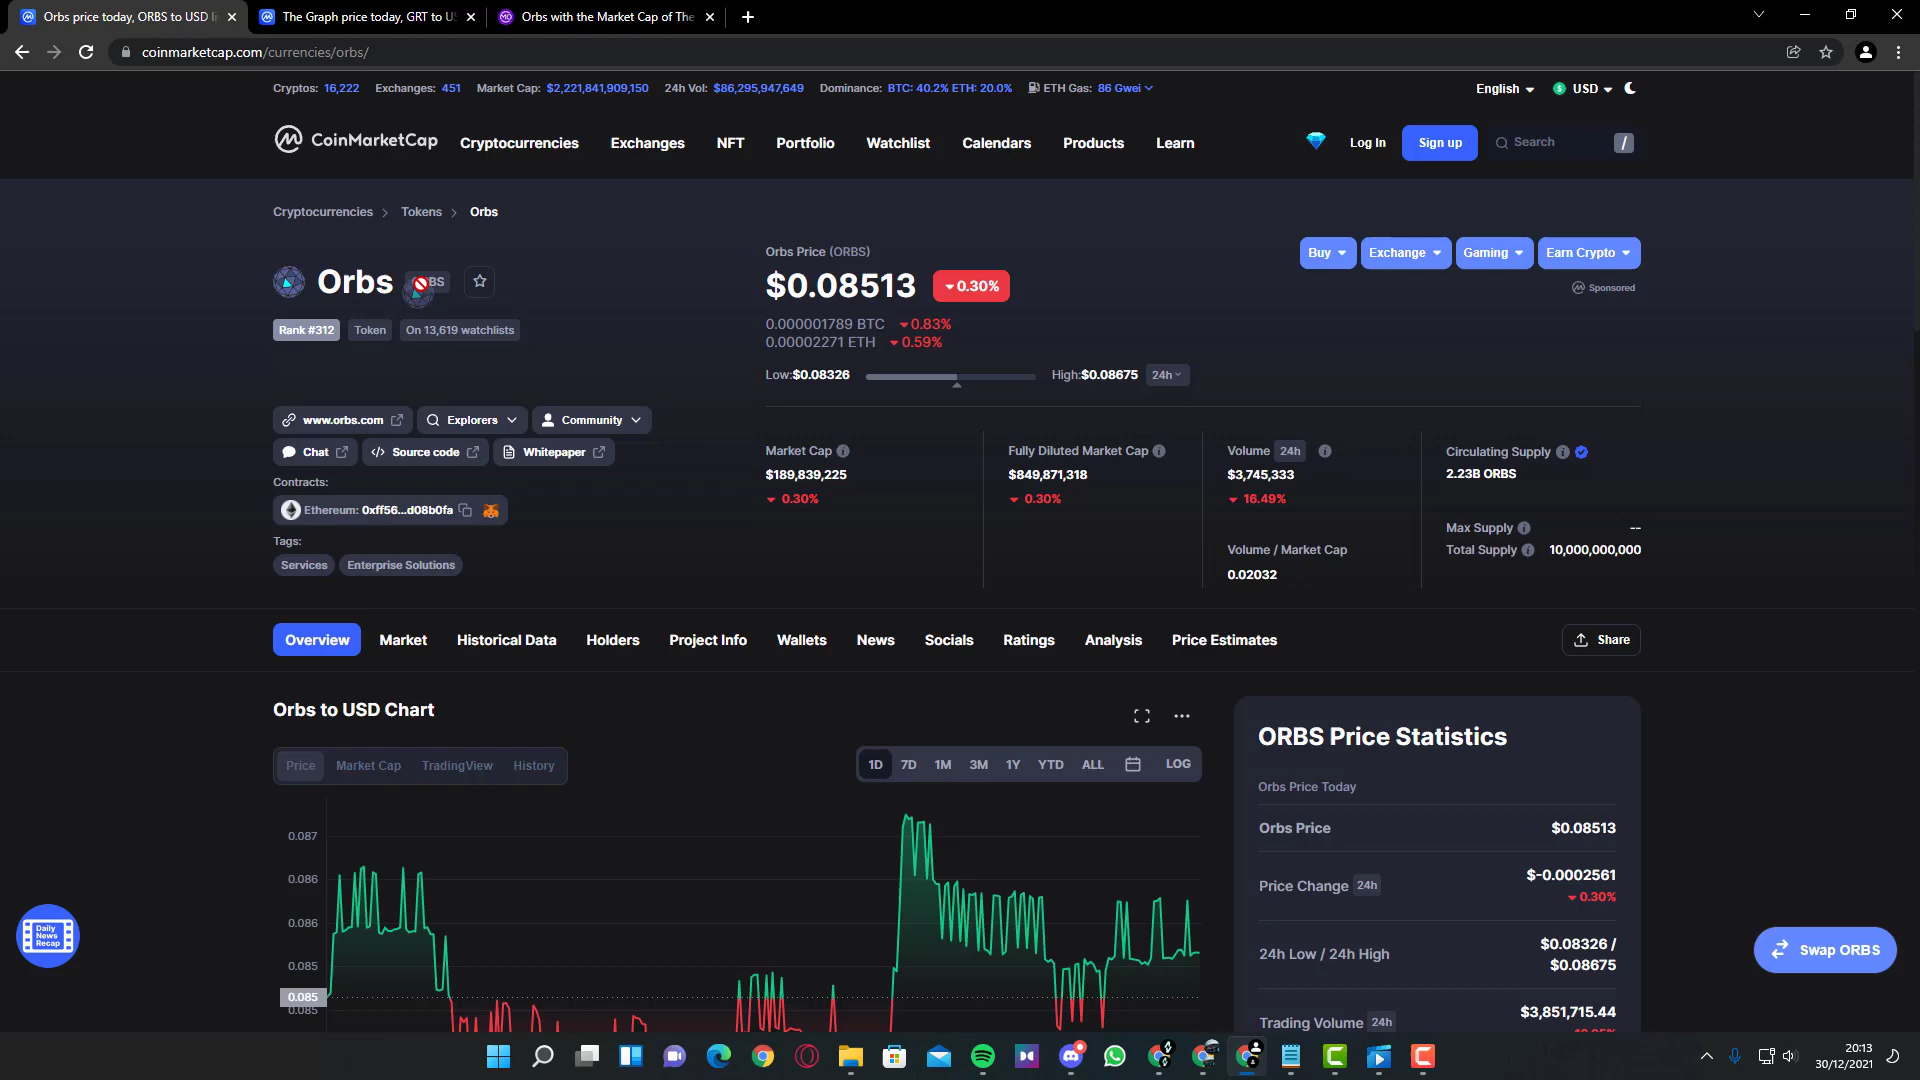 Orbs price today, ORBS to USD li
The Graph price today, GRT to US
Orbs with the Market Cap of The
coinmarketcap.com/currencies/orbs/
Cryptos: 16,222 Exchanges: 451 Market Cap: $2,221,841,909,150 24h Vol: $86,295,947,649 Dominance: BTC: 40.2% ETH: 20.0% ETH Gas: 86 Gwei
English USD
CoinMarketCap Cryptocurrencies Exchanges NFT Portfolio Watchlist Calendars Products Learn Log In Sign up Search /
Cryptocurrencies > Tokens > Orbs
Orbs Price (ORBS)
Buy Exchange Gaming Earn Crypto
Orbs BS $0.08513 0.30%
Sponsored
0.000001789 BTC 0.83%
Rank #312 Token On 13,619 watchlists
0.00002271 ETH 0.59%
Low:$0.08326 High:$0.08675 24h
www.orbs.com Explorers Community
Chat Source code Whitepaper
Contracts:
Ethereum: 0xff56...d08b0fa
Tags:
Services Enterprise Solutions
Market Cap
$189,839,225
0.30%
Fully Diluted Market Cap
$849,871,318
0.30%
Volume 24h
$3,745,333
16.49%
Volume / Market Cap
0.02032
Circulating Supply
2.23B ORBS
Max Supply --
Total Supply 10,000,000,000
Overview Market Historical Data Holders Project Info Wallets News Socials Ratings Analysis Price Estimates Share
Orbs to USD Chart
Price Market Cap TradingView History
1D 7D 1M 3M 1Y YTD ALL LOG
0.087
0.086
0.086
0.085
0.085
0.085
ORBS Price Statistics
Orbs Price Today
Orbs Price $0.08513
Price Change 24h $-0.0002561
0.30%
24h Low / 24h High $0.08326 /
$0.08675
Trading Volume 24h $3,851,715.44
Daily
News
Recap
Swap ORBS
20:13
30/12/2021